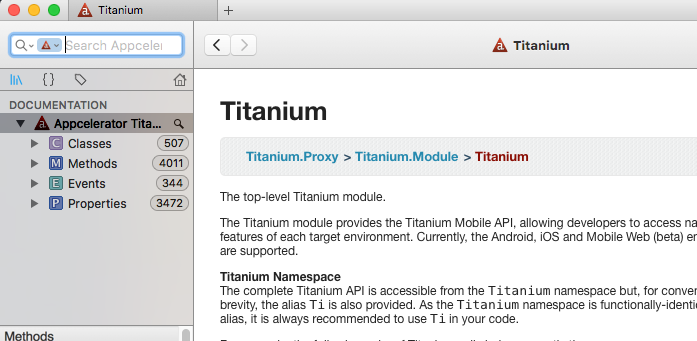 Titanium
Search Appcele
Titanium
DOCUMENTATION
Appcelerator Tita...
Classes 507
Methods 4011
Events 344
Properties 3472
Methods
Titanium
Titanium.Proxy > Titanium.Module > Titanium
The top-level Titanium module.
The Titanium module provides the Titanium Mobile API, allowing developers to access na
features of each target environment. Currently, the Android, iOS and Mobile Web (beta) en
are supported.
Titanium Namespace
The complete Titanium API is accessible from the Titanium namespace but, for conver
brevity, the alias Ti is also provided. As the Titanium namespace is functionally-identic
alias, it is always recommended to use Ti in your code.